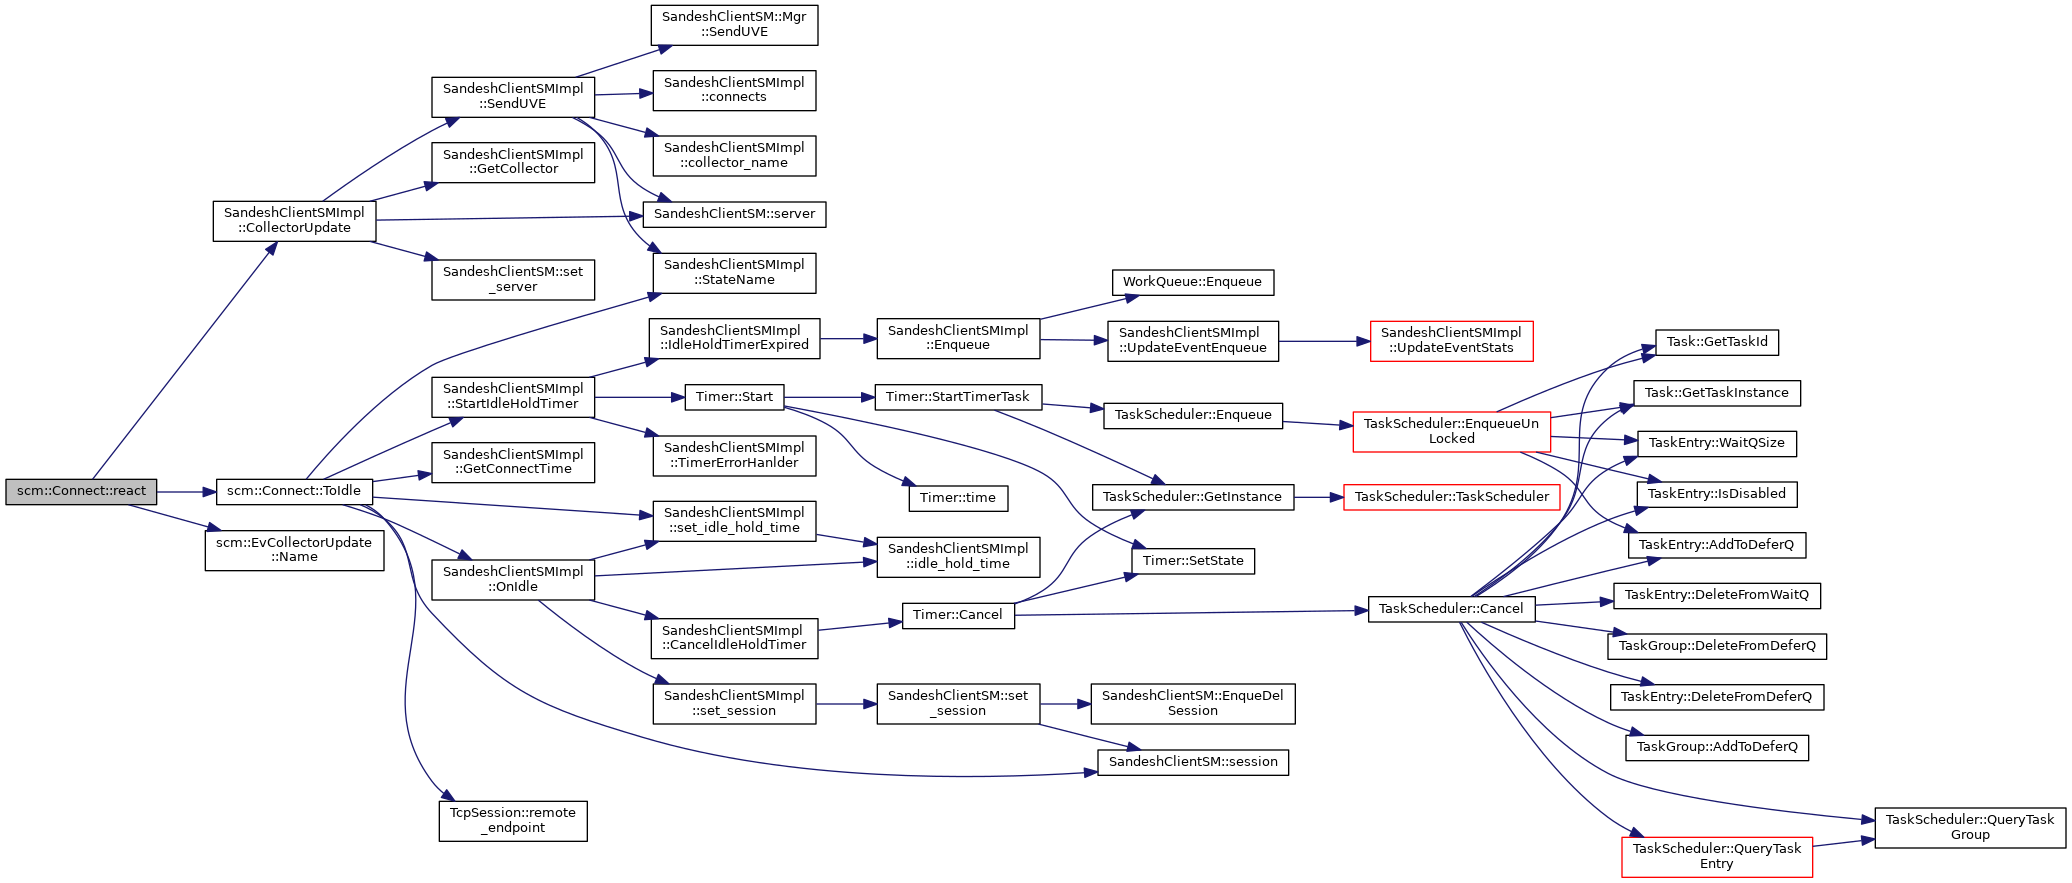 scm::Connect::react
SandeshClientSMImpl
::CollectorUpdate
scm::Connect::ToIdle
scm::EvCollectorUpdate
::Name
SandeshClientSMImpl
::SendUVE
SandeshClientSMImpl
::GetCollector
SandeshClientSM::set
_server
SandeshClientSMImpl
::StartIdleHoldTimer
SandeshClientSMImpl
::GetConnectTime
SandeshClientSMImpl
::OnIdle
TcpSession::remote
_endpoint
SandeshClientSM::Mgr
::SendUVE
SandeshClientSMImpl
::connects
SandeshClientSMImpl
::collector_name
SandeshClientSM::server
SandeshClientSMImpl
::StateName
SandeshClientSMImpl
::IdleHoldTimerExpired
Timer::Start
SandeshClientSMImpl
::TimerErrorHanlder
SandeshClientSMImpl
::set_idle_hold_time
SandeshClientSMImpl
::CancelIdleHoldTimer
SandeshClientSMImpl
::set_session
SandeshClientSMImpl
::Enqueue
Timer::StartTimerTask
Timer::time
SandeshClientSMImpl
::idle_hold_time
Timer::Cancel
SandeshClientSM::set
_session
WorkQueue::Enqueue
SandeshClientSMImpl
::UpdateEventEnqueue
TaskScheduler::Enqueue
TaskScheduler::GetInstance
Timer::SetState
SandeshClientSM::EnqueDel
Session
SandeshClientSM::session
SandeshClientSMImpl
::UpdateEventStats
TaskScheduler::EnqueueUn
Locked
TaskScheduler::TaskScheduler
TaskScheduler::Cancel
Task::GetTaskId
Task::GetTaskInstance
TaskEntry::WaitQSize
TaskEntry::IsDisabled
TaskEntry::AddToDeferQ
TaskEntry::DeleteFromWaitQ
TaskGroup::DeleteFromDeferQ
TaskEntry::DeleteFromDeferQ
TaskGroup::AddToDeferQ
TaskScheduler::QueryTask
Group
TaskScheduler::QueryTask
Entry